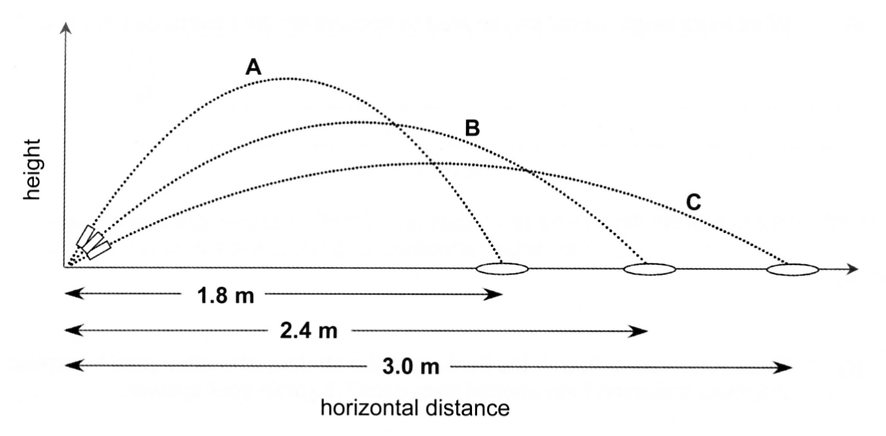 A
B
C
height
1.8 m
2.4 m
3.0 m
horizontal distance